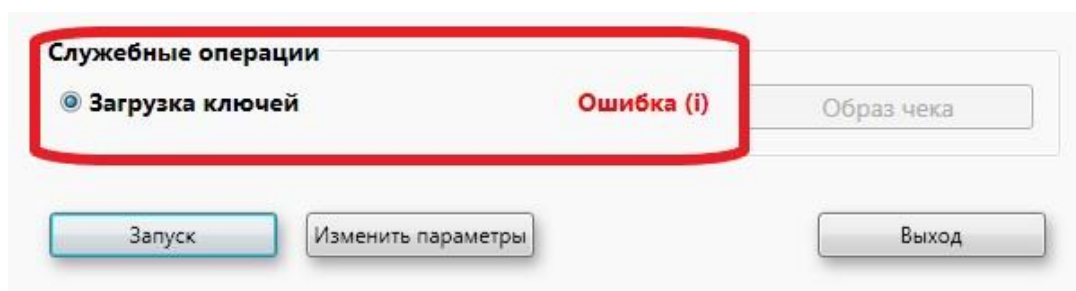 Служебные операции
Загрузка ключей Ошибка (i) Образ чека
Запуск Изменить параметры Выход